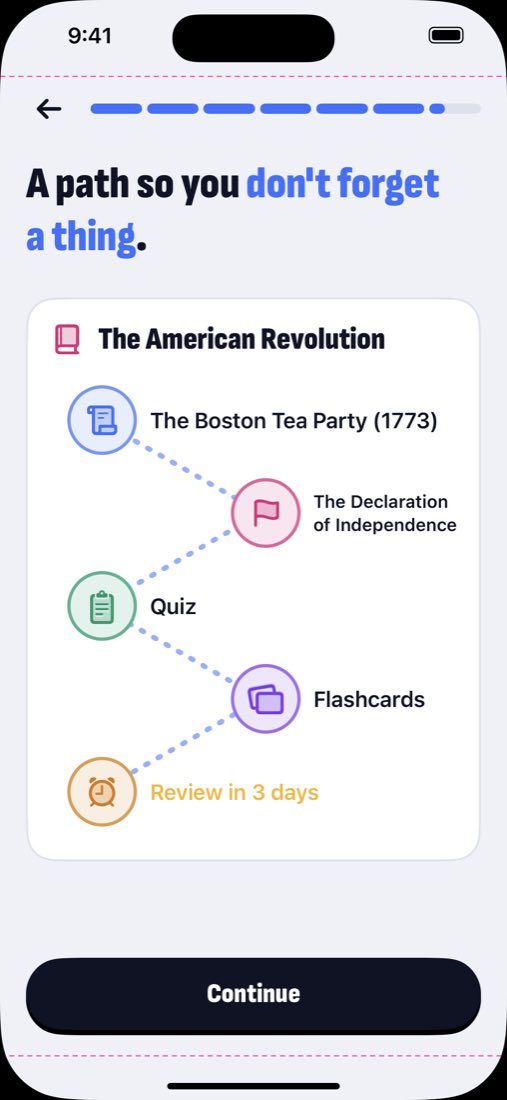 9:41
A path so you don't forget
a thing.
The American Revolution
The Boston Tea Party (1773)
The Declaration
of Independence
Quiz
Flashcards
Review in 3 days
Continue